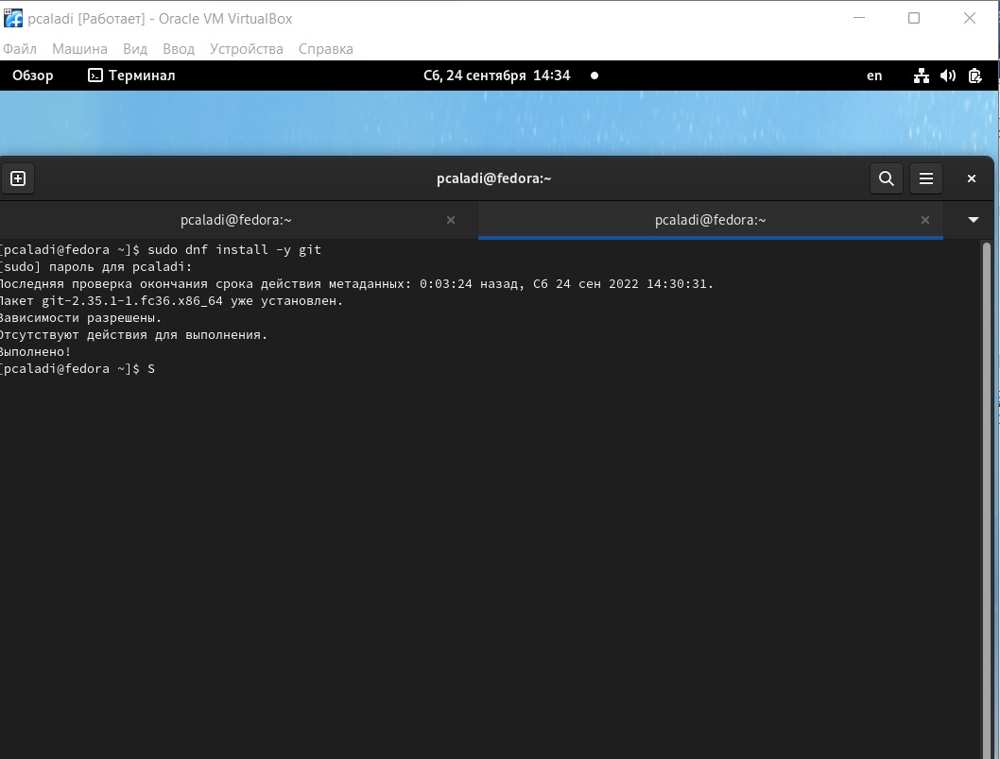 pcaladi [Работает] - Oracle VM VirtualBox
Файл Машина Вид Ввод Устройства Справка
Обзор Терминал Сб, 24 сентября 14:34 en
pcaladi@fedora:~
pcaladi@fedora:~ pcaladi@fedora:~
[pcaladi@fedora ~]$ sudo dnf install -y git
[sudo] пароль для pcaladi:
Последняя проверка окончания срока действия метаданных: 0:03:24 назад, Сб 24 сен 2022 14:30:31.
Пакет git-2.35.1-1.fc36.x86_64 уже установлен.
Зависимости разрешены.
Отсутствуют действия для выполнения.
Выполнено!
[pcaladi@fedora ~]$ S